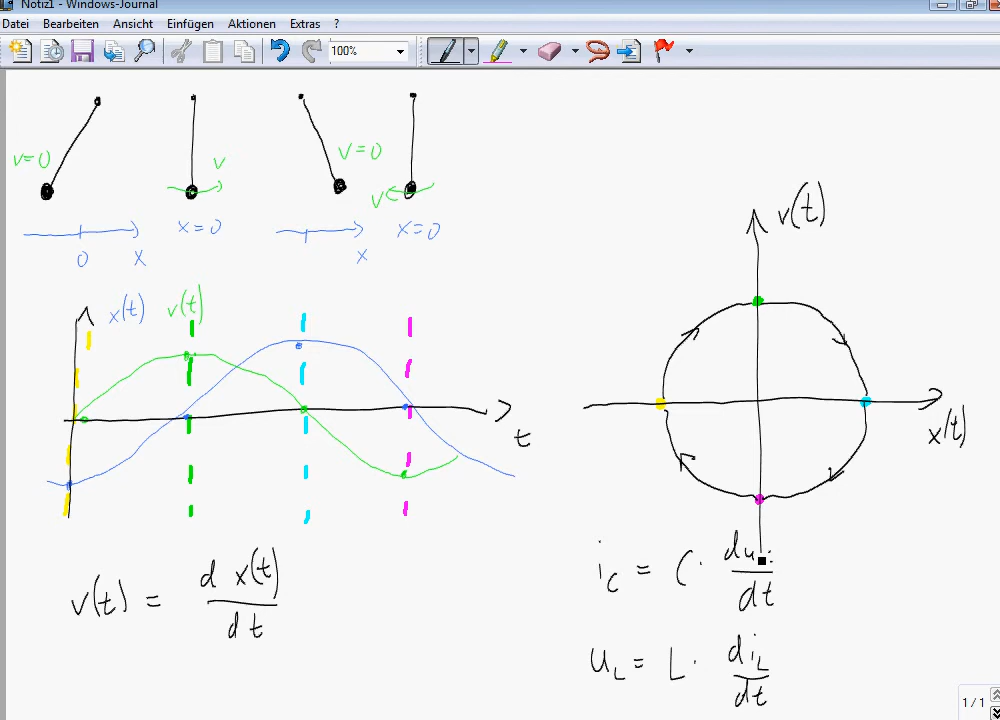 Notiz1 - Windows-Journal
Datei Bearbeiten Ansicht Einfügen Aktionen Extras ?
100%
v=0 v v=0 v
x=0 x=0
0 x x
x(t) v(t)
t
v(t)
x(t)
v(t) = d x(t) / dt
i_C = C · du / dt
u_L = L · di_L / dt
1 / 1